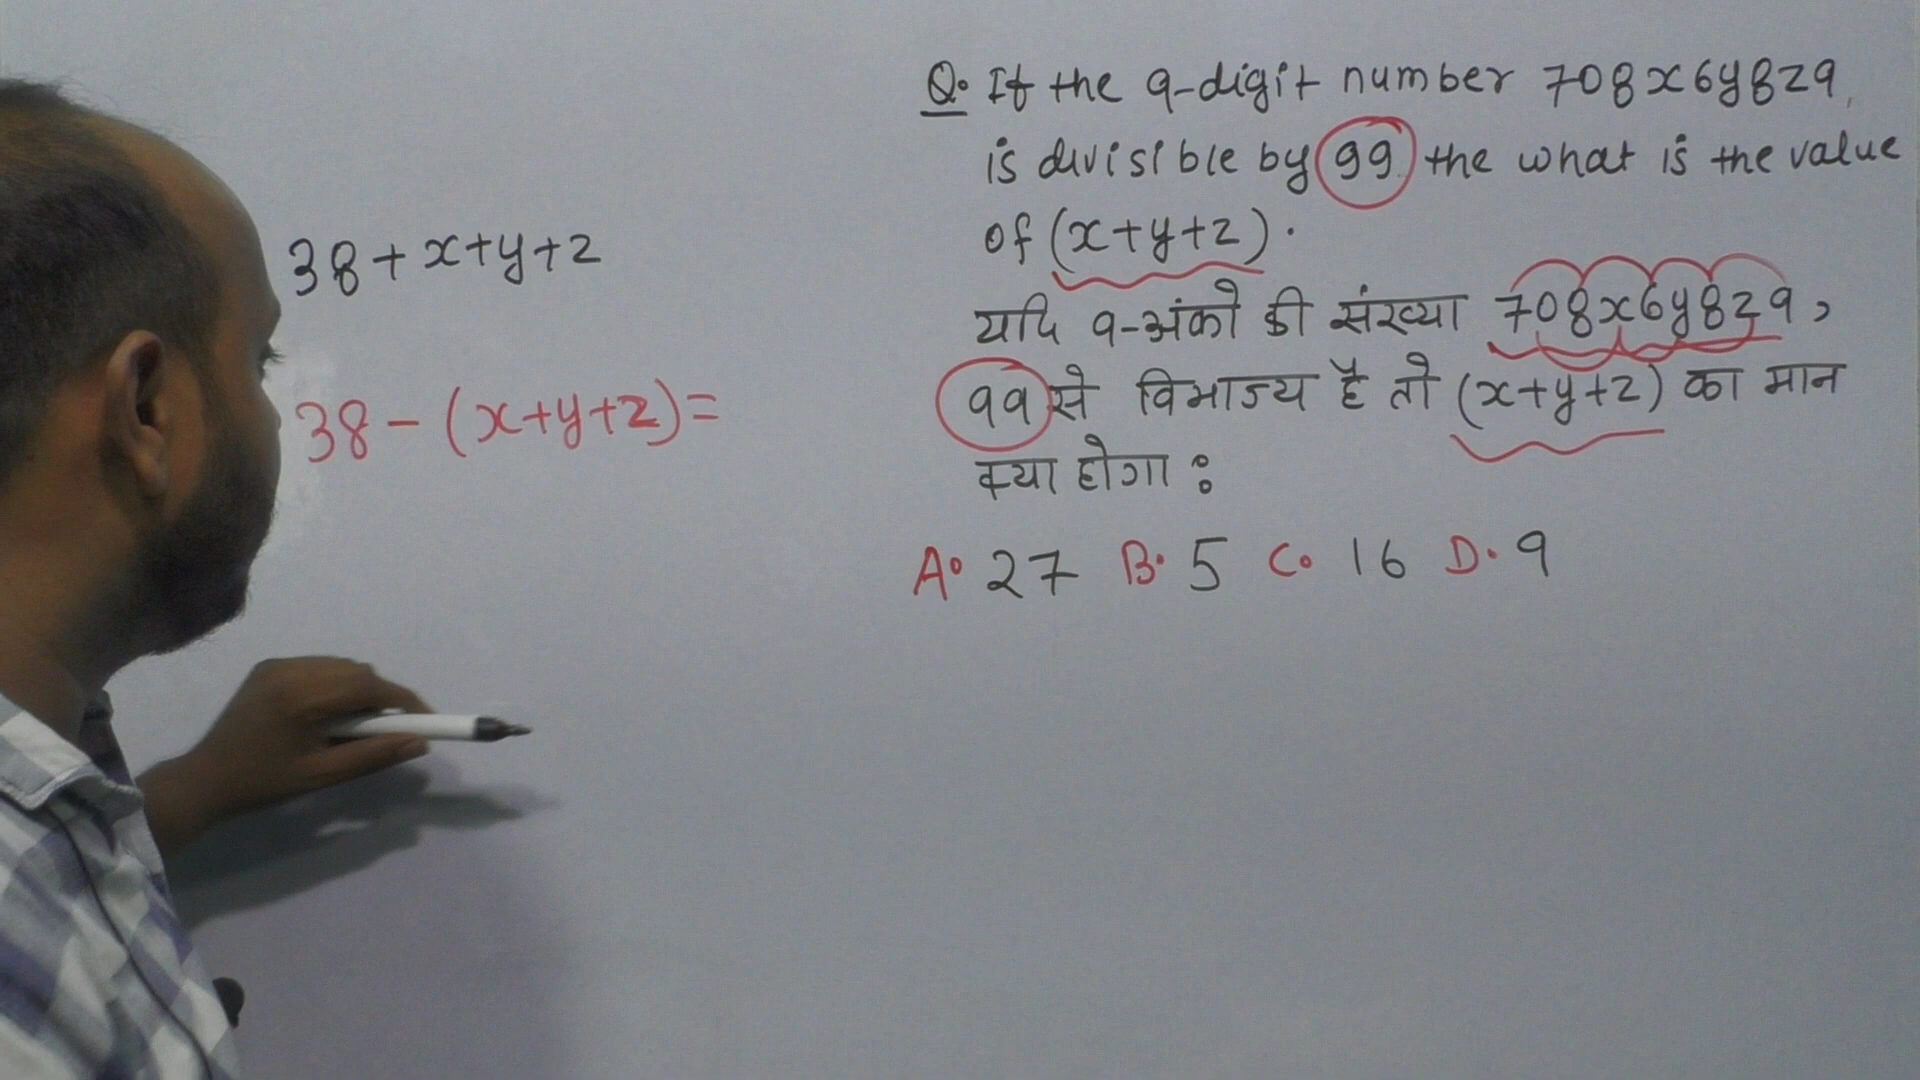 Q. If the 9-digit number 708x6y8z9,
is divisible by 99 the what is the value
of (x+y+z).
यदि 9-अंको की संख्या 708x6y8z9,
99 से विभाज्य है तो (x+y+z) का मान
क्या होगा :
A. 27 B. 5 C. 16 D. 9
38+x+y+z
38-(x+y+z)=